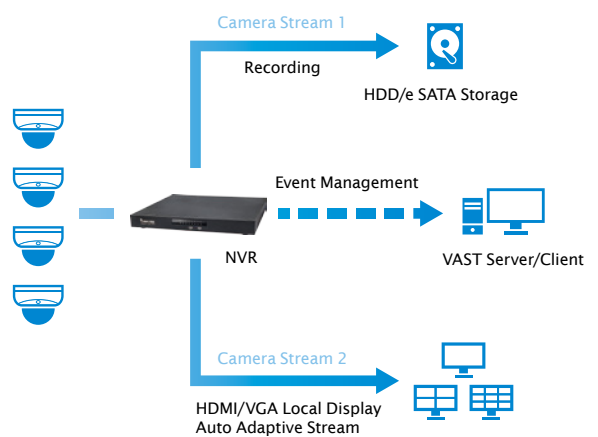 Camera Stream 1
Recording
HDD/e SATA Storage
Event Management
NVR
VAST Server/Client
Camera Stream 2
HDMI/VGA Local Display
Auto Adaptive Stream